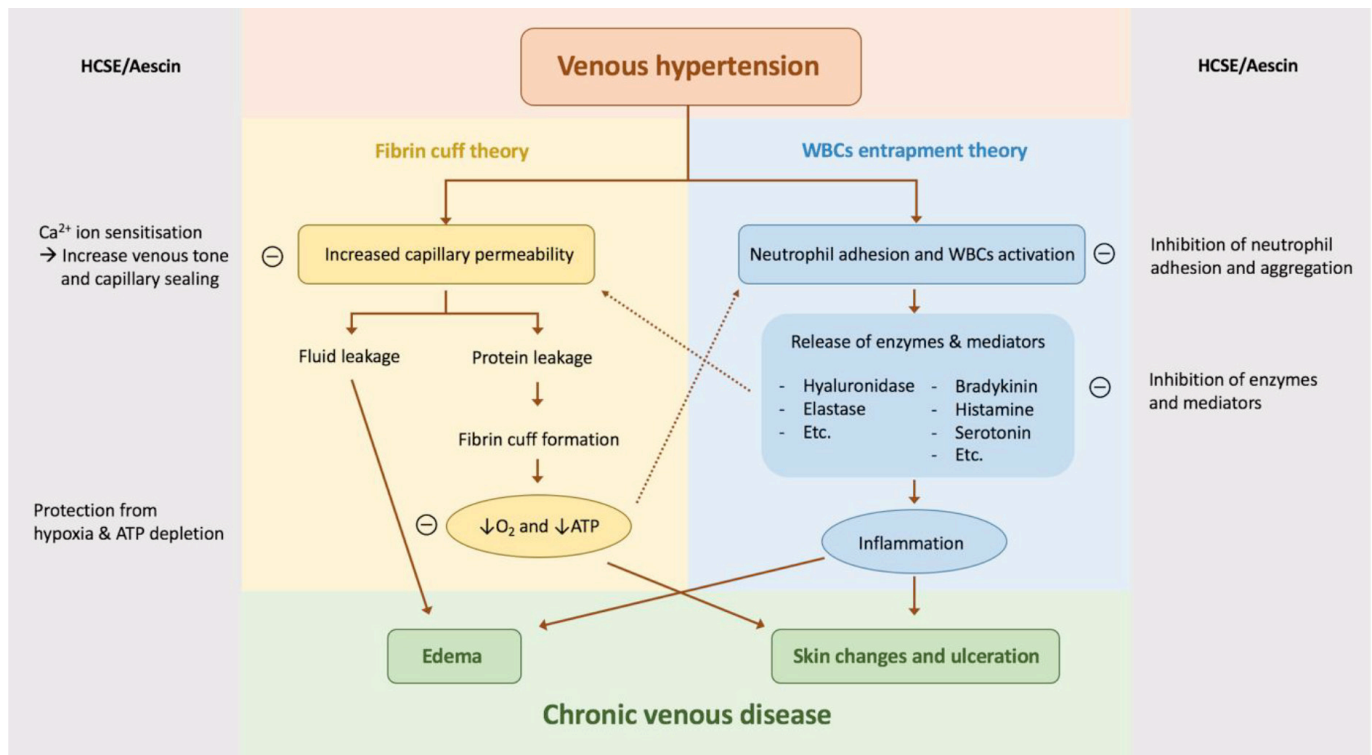 Venous hypertension
HCSE/Aescin
HCSE/Aescin
Fibrin cuff theory
WBCs entrapment theory
Ca²⁺ ion sensitisation
→ Increase venous tone
and capillary sealing
⊖
Increased capillary permeability
Neutrophil adhesion and WBCs activation
⊖
Inhibition of neutrophil
adhesion and aggregation
Fluid leakage
Protein leakage
Fibrin cuff formation
Release of enzymes & mediators
- Hyaluronidase
- Elastase
- Etc.
- Bradykinin
- Histamine
- Serotonin
- Etc.
⊖
Inhibition of enzymes
and mediators
Protection from
hypoxia & ATP depletion
⊖
↓O₂ and ↓ATP
Inflammation
Edema
Skin changes and ulceration
Chronic venous disease